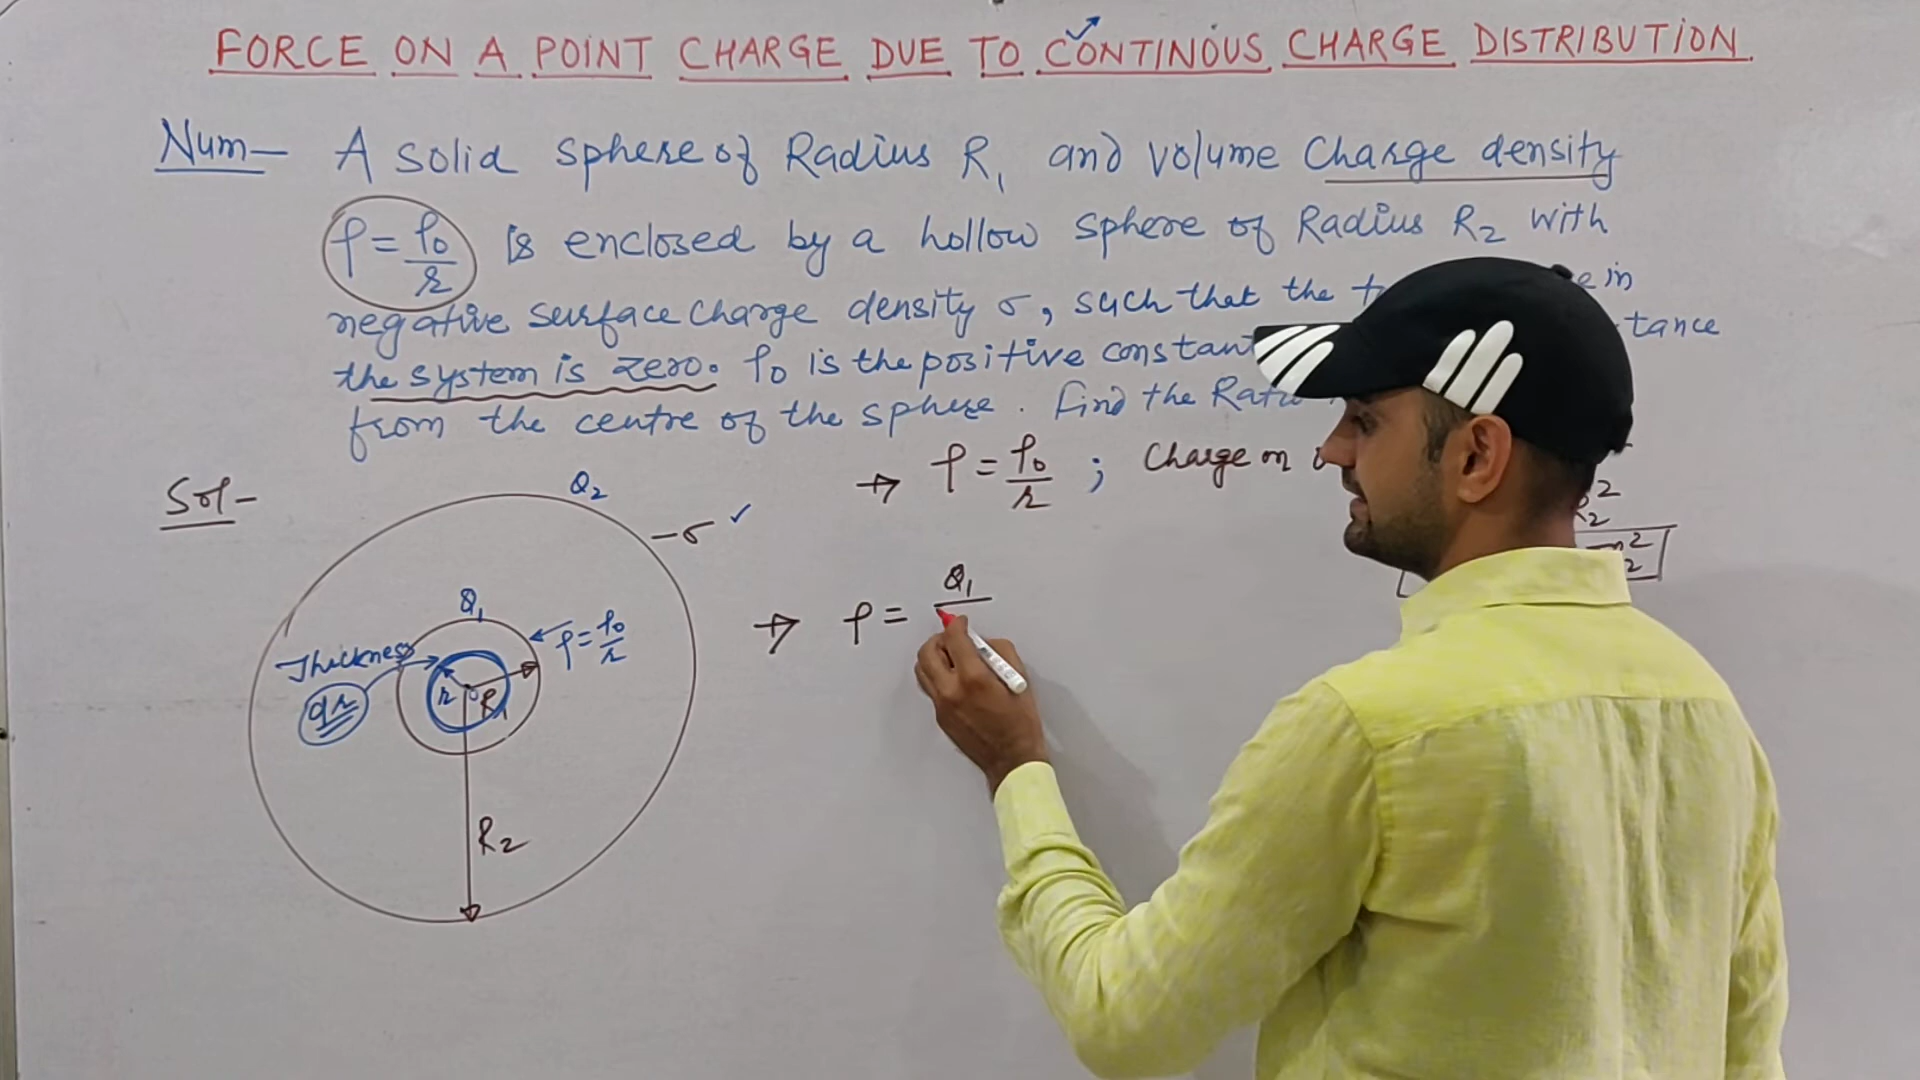 FORCE ON A POINT CHARGE DUE TO CONTINOUS CHARGE DISTRIBUTION
Num- A solid sphere of Radius R₁ and volume Charge density
ρ = ρ₀/r is enclosed by a hollow sphere of Radius R₂ with
negative surface charge density σ, such that the in
the system is zero. ρ₀ is the positive constant
from the centre of the sphere. find the
→ ρ = ρ₀/r ; Charge on
Sol-
Q₂
-σ ✓
→ ρ = Q₁
Q₁
ρ = ρ₀/r
Thickness
dr
r
R₁
R₂